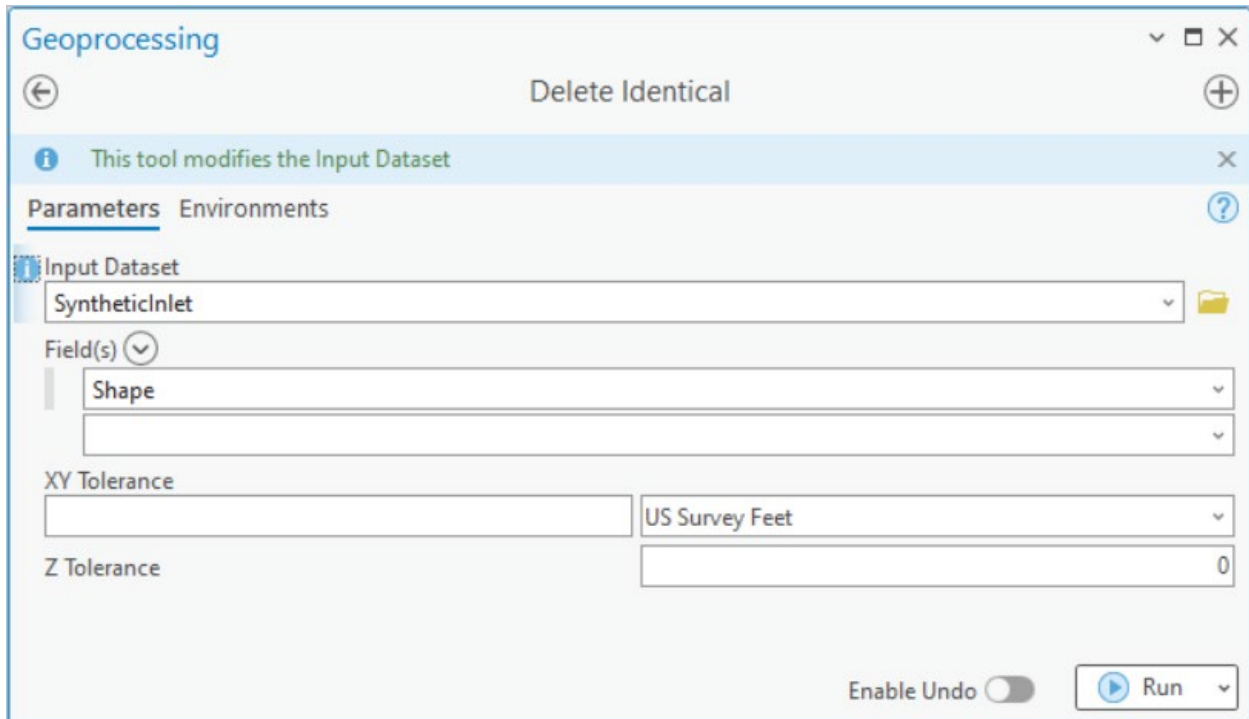 Geoprocessing
Delete Identical
This tool modifies the Input Dataset
Parameters Environments
Input Dataset
SyntheticInlet
Field(s)
Shape
XY Tolerance
US Survey Feet
Z Tolerance 0
Enable Undo Run